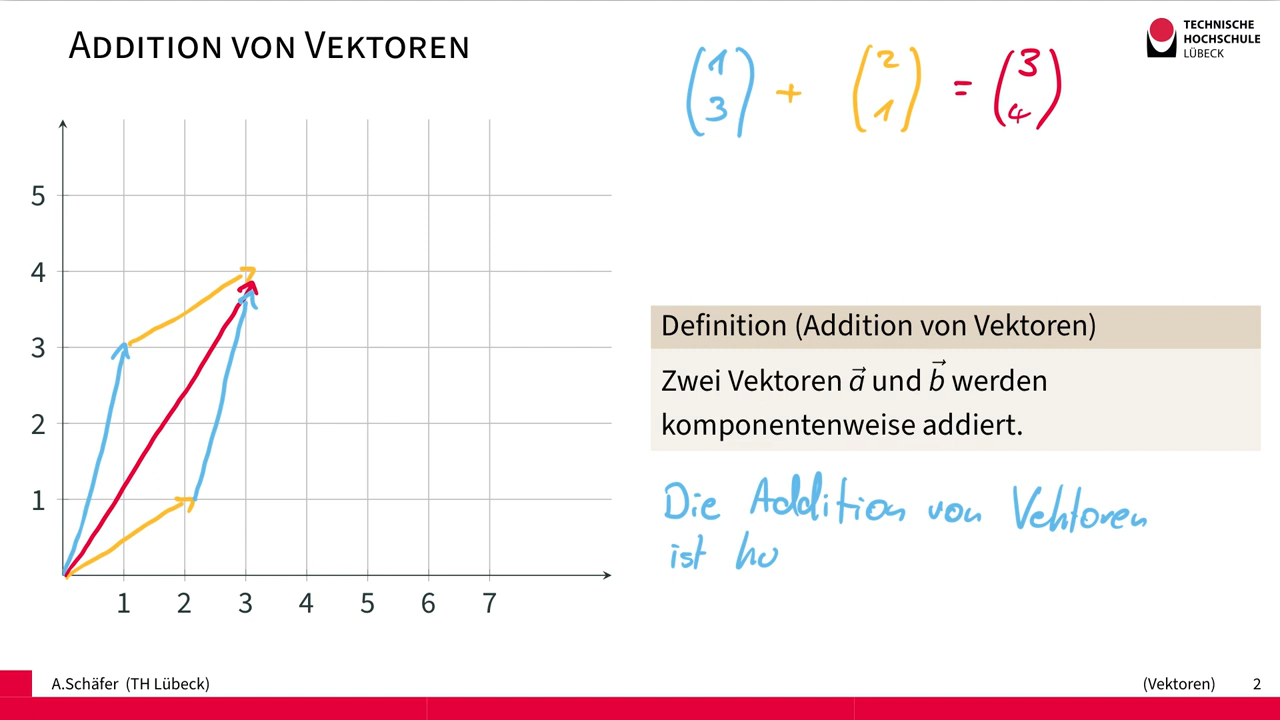 ADDITION VON VEKTOREN
TECHNISCHE
HOCHSCHULE
LÜBECK
(1 3) + (2 1) = (3 4)
5
4
3
2
1
1 2 3 4 5 6 7
Definition (Addition von Vektoren)
Zwei Vektoren a⃗ und b⃗ werden
komponentenweise addiert.
Die Addition von Vektoren
ist ko
A.Schäfer (TH Lübeck)
(Vektoren) 2